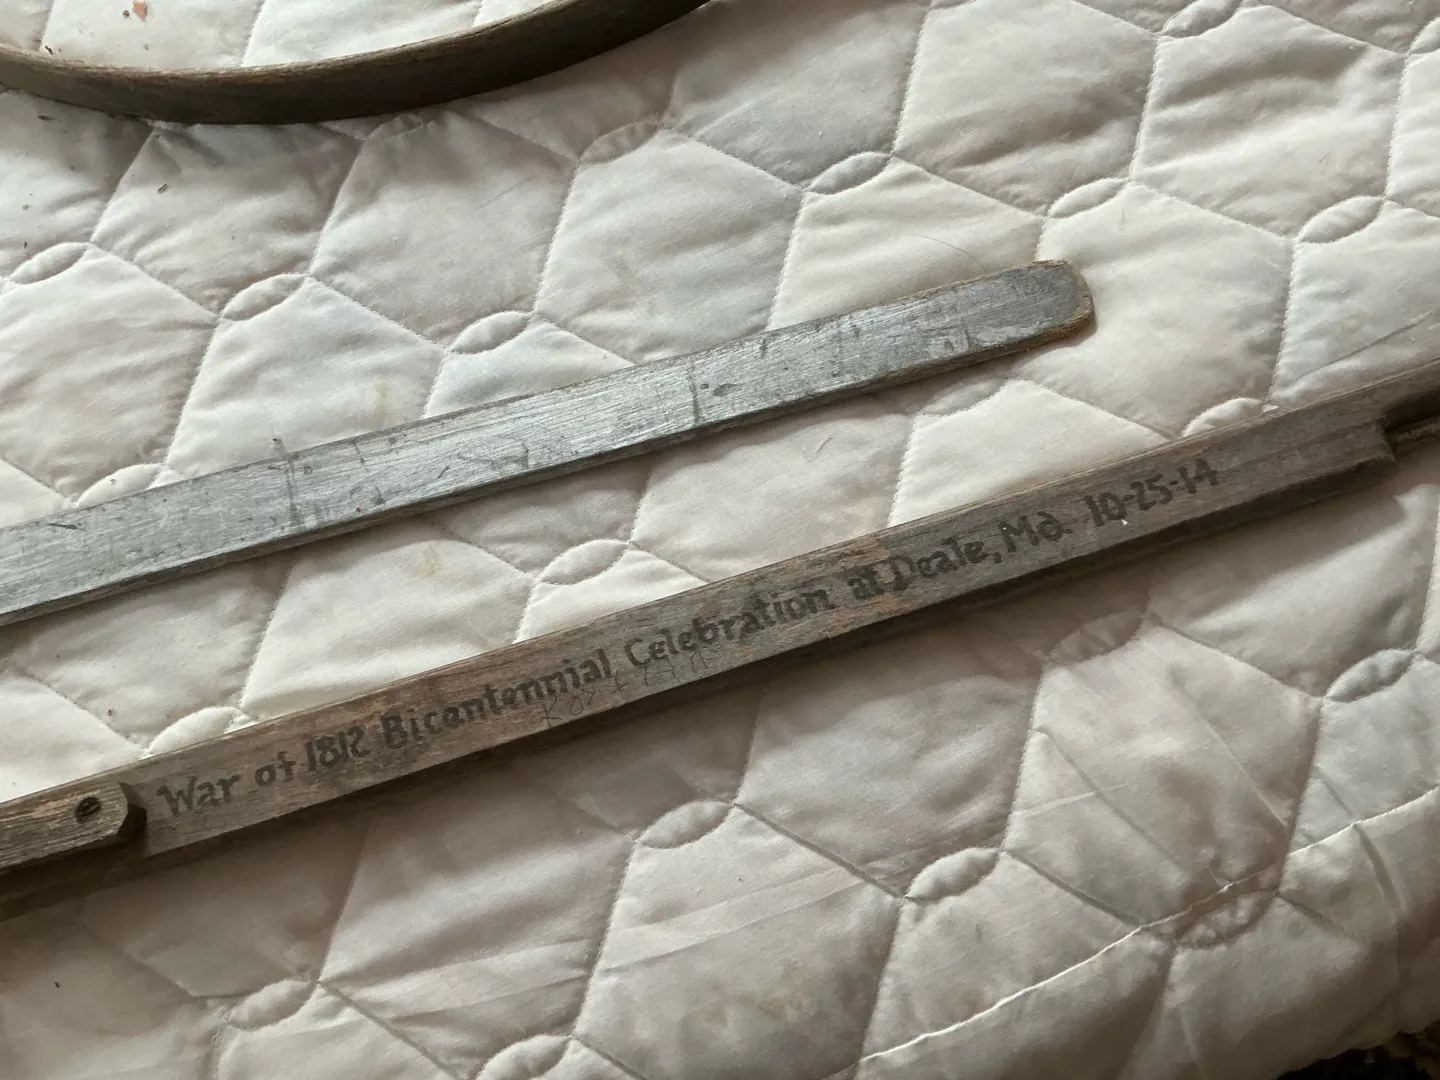 War of 1812 Bicentennial Celebration at Deale, Md. 10-25-14